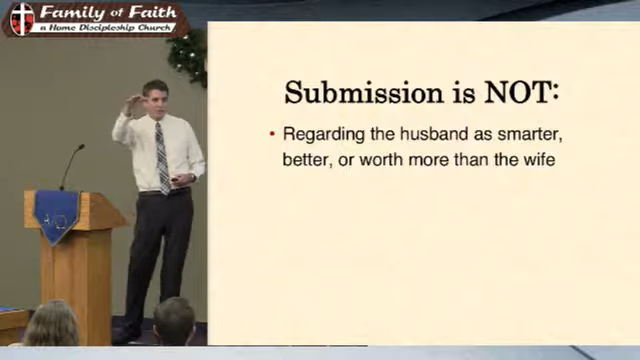 Family of Faith
a Home Discipleship Church
Submission is NOT:
• Regarding the husband as smarter,
better, or worth more than the wife